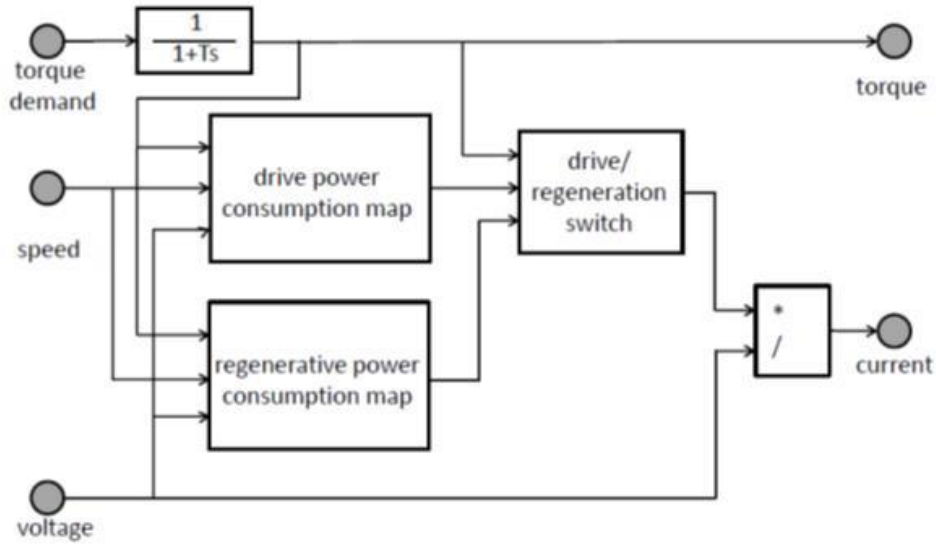 1
1+Ts
torque
demand
torque
drive power
consumption map
drive/
regeneration
switch
speed
regenerative power
consumption map
*
/
current
voltage